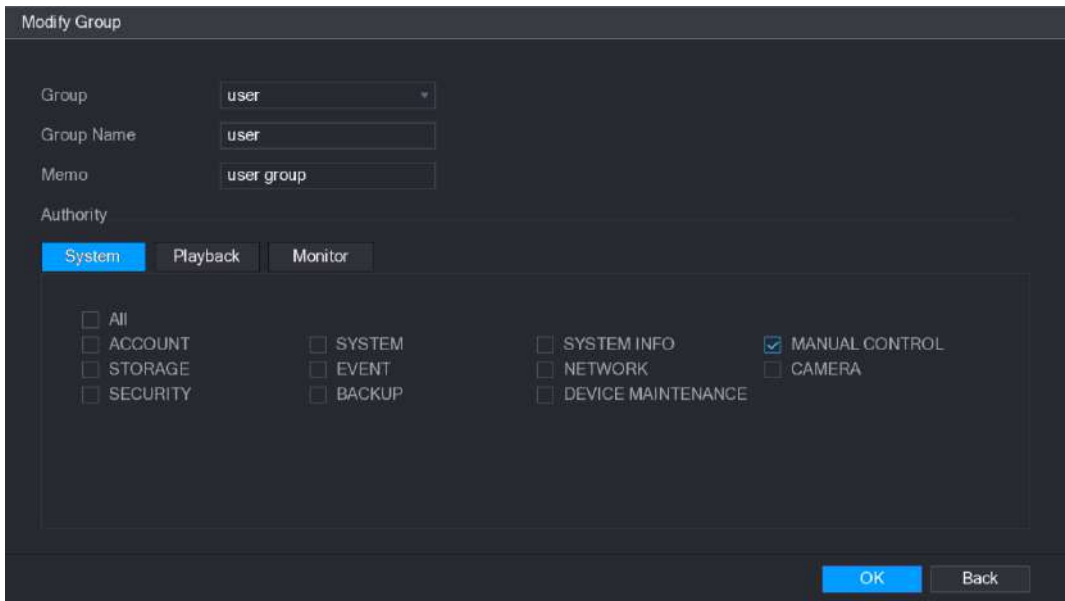 Modify Group
Group user
Group Name user
Memo user group
Authority
System Playback Monitor
All
ACCOUNT SYSTEM SYSTEM INFO MANUAL CONTROL
STORAGE EVENT NETWORK CAMERA
SECURITY BACKUP DEVICE MAINTENANCE
OK Back